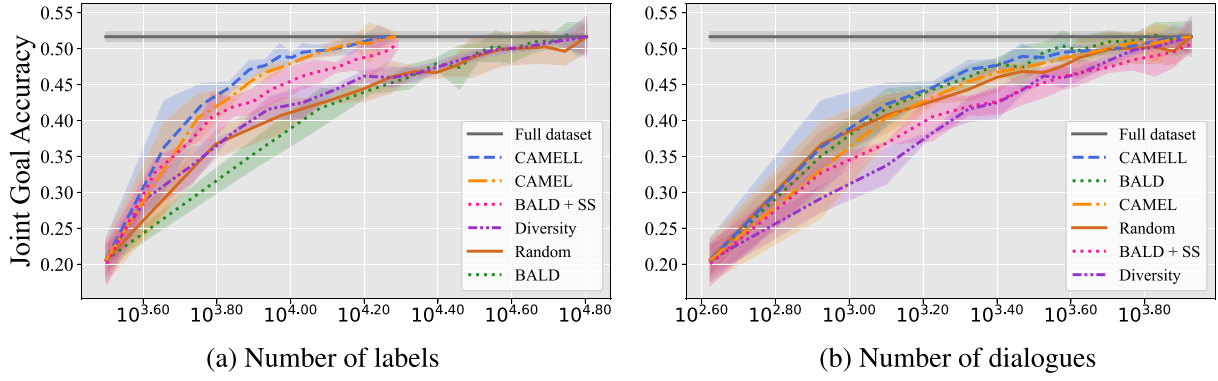 Joint Goal Accuracy
0.55
0.50
0.45
0.40
0.35
0.30
0.25
0.20
10^3.60
10^3.80
10^4.00
10^4.20
10^4.40
10^4.60
10^4.80
Full dataset
CAMELL
CAMEL
BALD + SS
Diversity
Random
BALD
(a) Number of labels
0.55
0.50
0.45
0.40
0.35
0.30
0.25
0.20
10^2.60
10^2.80
10^3.00
10^3.20
10^3.40
10^3.60
10^3.80
Full dataset
CAMELL
BALD
CAMEL
Random
BALD + SS
Diversity
(b) Number of dialogues